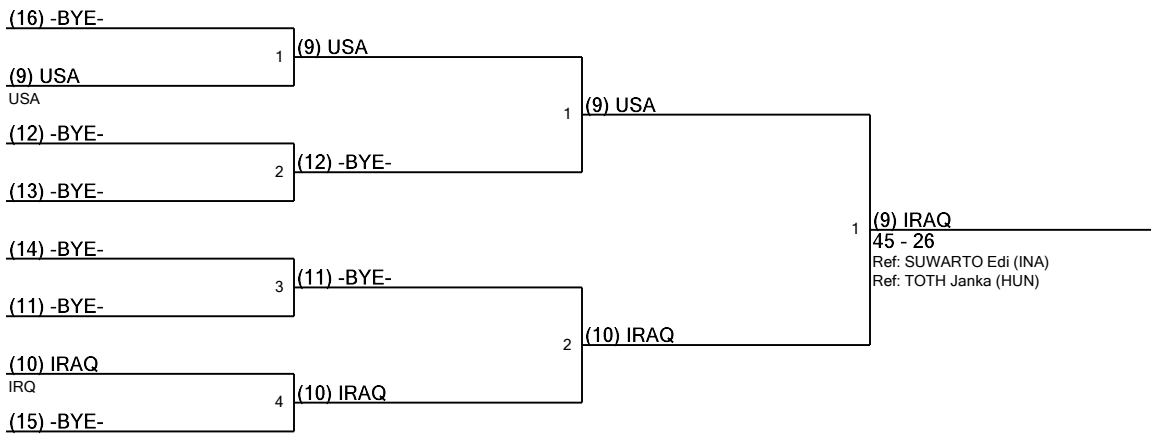 (16) -BYE-
1
(9) USA
(9) USA
USA
1
(9) USA
(12) -BYE-
2
(12) -BYE-
(13) -BYE-
1
(9) IRAQ
45 - 26
Ref: SUWARTO Edi (INA)
Ref: TOTH Janka (HUN)
(14) -BYE-
3
(11) -BYE-
(11) -BYE-
2
(10) IRAQ
(10) IRAQ
IRQ
4
(10) IRAQ
(15) -BYE-